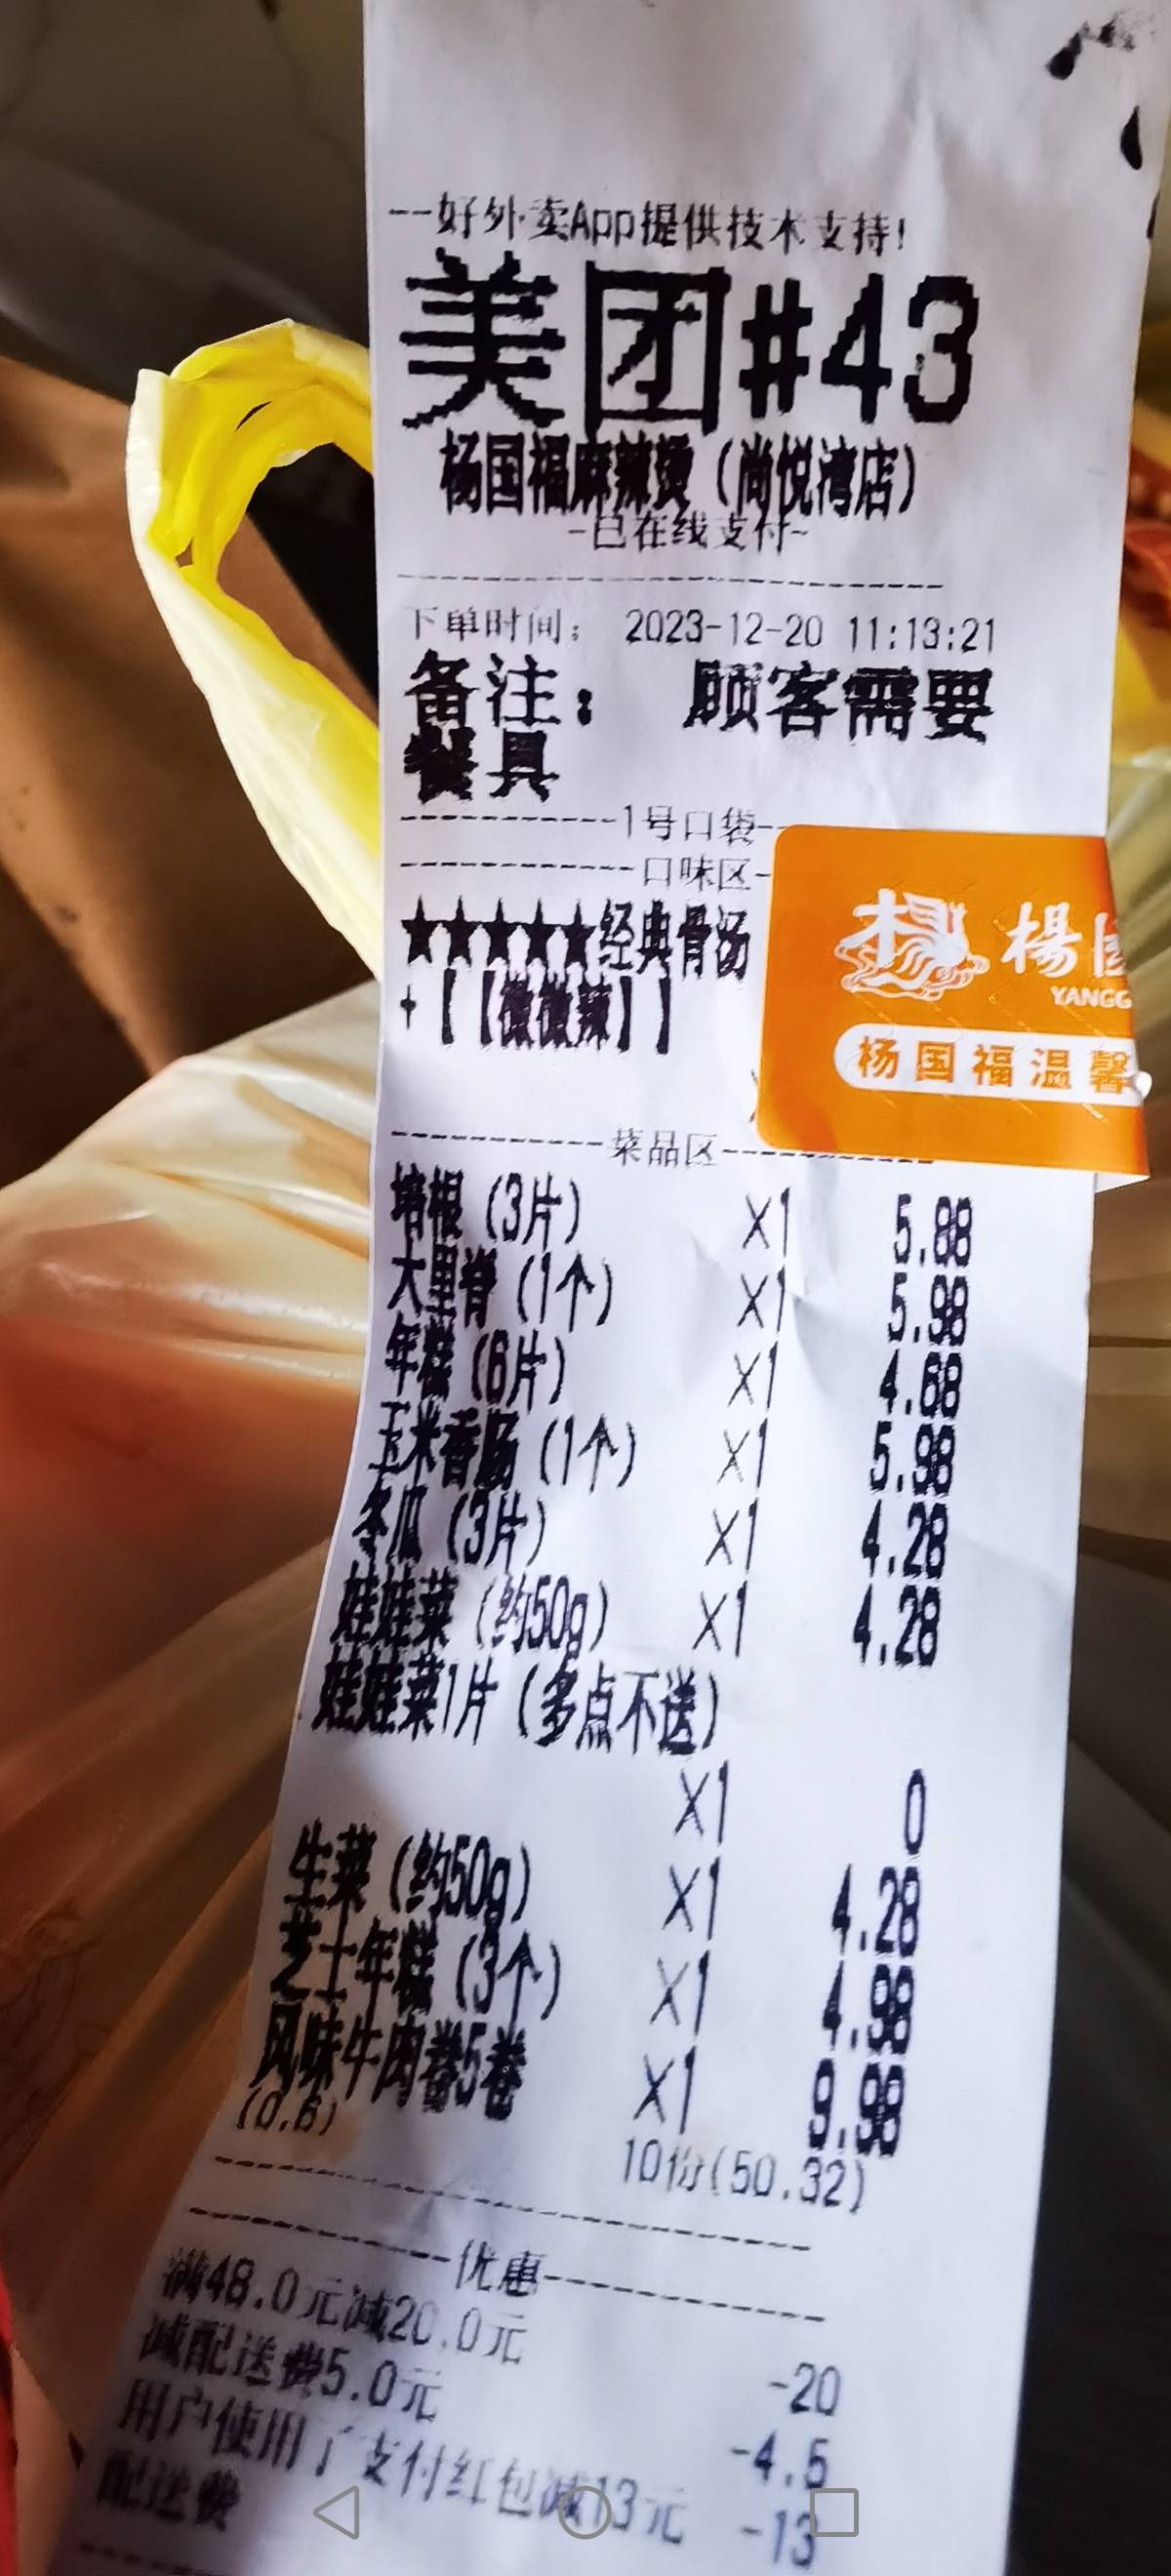 --好外卖App提供技术支持!
美团#43
杨国福麻辣烫（尚悦湾店）
-已在线支付-
下单时间: 2023-12-20 11:13:21
备注: 顾客需要
餐具
1号口袋
口味区
★★★★★经典骨汤
+【【微微辣】】
楊
YANGG
杨国福温馨
菜品区
培根（3片） X1 5.88
大里脊（1个） X1 5.98
年糕（6片） X1 4.68
玉米香肠（1个） X1 5.98
冬瓜（3片） X1 4.28
娃娃菜（约50g） X1 4.28
娃娃菜1片（多点不送）
X1 0
生菜（约50g） X1 4.28
芝士年糕（3个） X1 4.98
风味牛肉卷5卷 X1 9.98
(0.6)
10份(50.32)
优惠
满48.0元减20.0元 -20
减配送费5.0元 -4.5
用户使用了支付红包减13元 -13
配送费